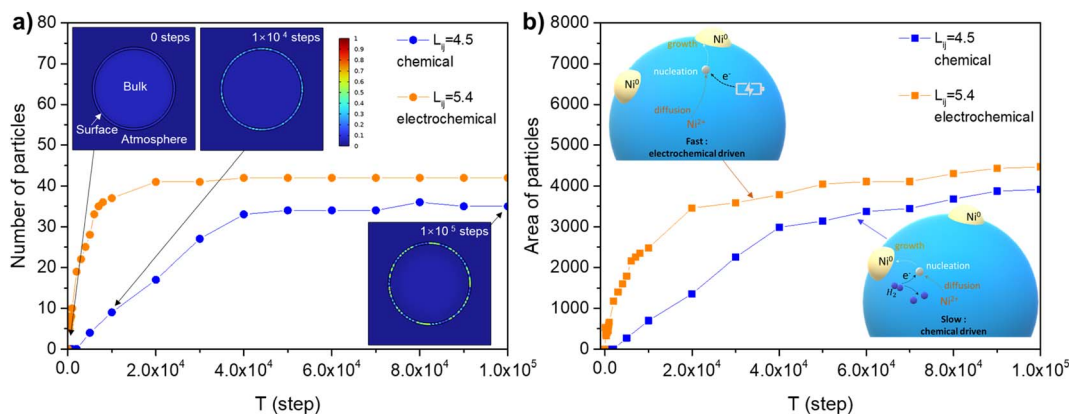 a)
80
70
60
50
40
30
20
10
0
Number of particles
0 steps
Bulk
Surface
Atmosphere
1×10⁴ steps
1
0.9
0.8
0.7
0.6
0.5
0.4
0.3
0.2
0.1
0
L_ij=4.5
chemical
L_ij=5.4
electrochemical
1×10⁵ steps
0.0
2.0x10⁴
4.0x10⁴
6.0x10⁴
8.0x10⁴
1.0x10⁵
T (step)
b)
8000
7000
6000
5000
4000
3000
2000
1000
0
Area of particles
Ni⁰
growth
Ni⁰
nucleation
e⁻
diffusion
Ni²⁺
Fast :
electrochemical driven
L_ij=4.5
chemical
L_ij=5.4
electrochemical
Ni⁰
growth
Ni⁰
nucleation
e⁻
diffusion
H₂
Ni²⁺
Slow :
chemical driven
0.0
2.0x10⁴
4.0x10⁴
6.0x10⁴
8.0x10⁴
1.0x10⁵
T (step)